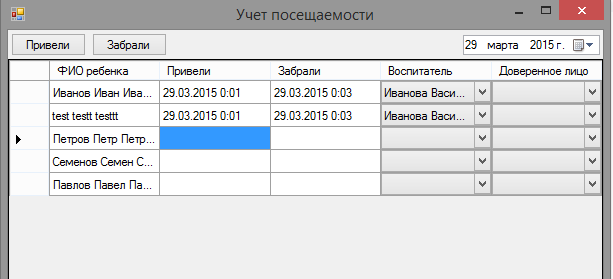 Учет посещаемости
Привели Забрали 29 марта 2015 г.
ФИО ребенка Привели Забрали Воспитатель Доверенное лицо
Иванов Иван Ива... 29.03.2015 0:01 29.03.2015 0:03 Иванова Васи...
test testt testtt 29.03.2015 0:01 29.03.2015 0:03 Иванова Васи...
Петров Петр Петр...
Семенов Семен С...
Павлов Павел Па...